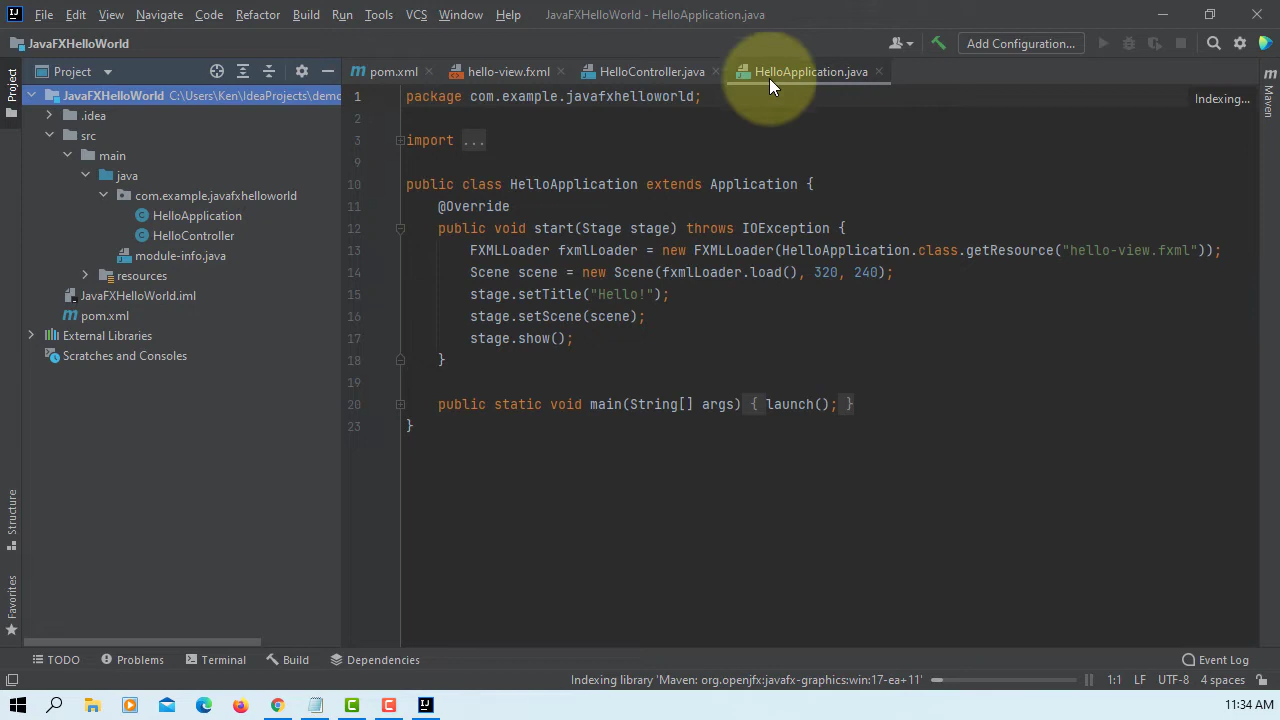 File Edit View Navigate Code Refactor Build Run Tools VCS Window Help JavaFXHelloWorld - HelloApplication.java
JavaFXHelloWorld Add Configuration...
Project pom.xml hello-view.fxml HelloController.java HelloApplication.java
Project
Maven
Structure
Favorites
JavaFXHelloWorld C:\Users\Ken\IdeaProjects\demo
.idea
src
main
java
com.example.javafxhelloworld
HelloApplication
HelloController
module-info.java
resources
JavaFXHelloWorld.iml
pom.xml
External Libraries
Scratches and Consoles
Indexing...
1 package com.example.javafxhelloworld;
2
3 import ...
9
10 public class HelloApplication extends Application {
11 @Override
12 public void start(Stage stage) throws IOException {
13 FXMLLoader fxmlLoader = new FXMLLoader(HelloApplication.class.getResource("hello-view.fxml"));
14 Scene scene = new Scene(fxmlLoader.load(), 320, 240);
15 stage.setTitle("Hello!");
16 stage.setScene(scene);
17 stage.show();
18 }
19
20 public static void main(String[] args) { launch(); }
23 }
TODO Problems Terminal Build Dependencies Event Log
Indexing library 'Maven: org.openjfx:javafx-graphics:win:17-ea+11' 1:1 LF UTF-8 4 spaces
11:34 AM